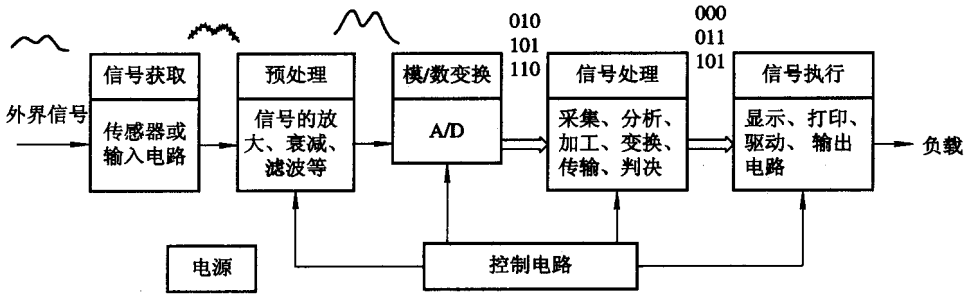 010
101
110
000
011
101
外界信号
信号获取
传感器或
输入电路
预处理
信号的放
大、衰减、
滤波等
模/数变换
A/D
信号处理
采集、分析、
加工、变换、
传输、判决
信号执行
显示、打印、
驱动、输出
电路
负载
电源
控制电路